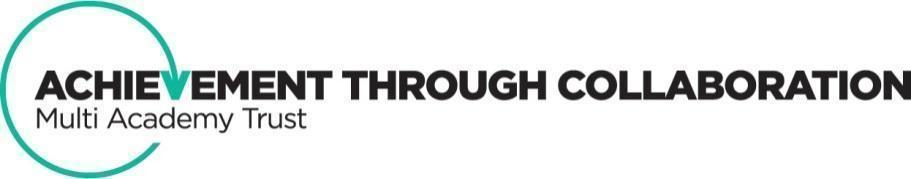 ACHIEVEMENT THROUGH COLLABORATION
Multi Academy Trust